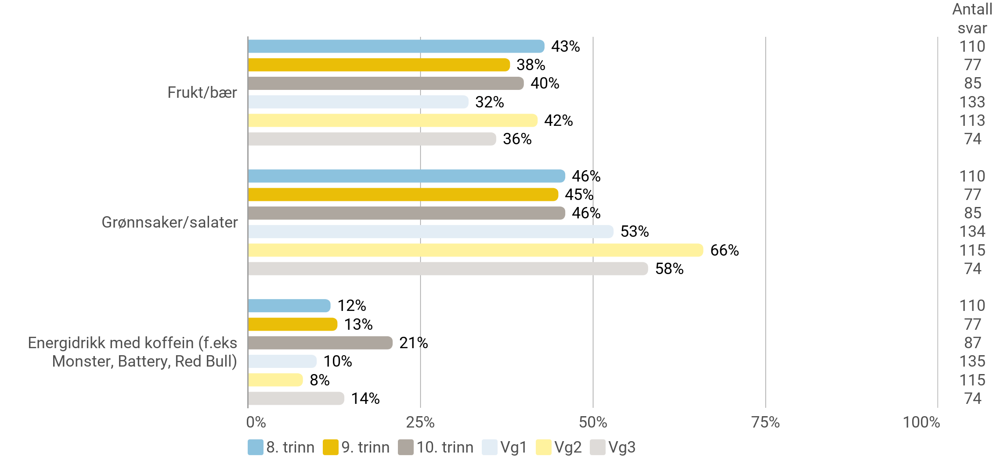 Antall
svar
43% 110
38% 77
40% 85
Frukt/bær
32% 133
42% 113
36% 74
46% 110
45% 77
46% 85
Grønnsaker/salater
53% 134
66% 115
58% 74
12% 110
13% 77
Energidrikk med koffein (f.eks 21% 87
Monster, Battery, Red Bull) 10% 135
8% 115
14% 74
0% 25% 50% 75% 100%
8. trinn 9. trinn 10. trinn Vg1 Vg2 Vg3